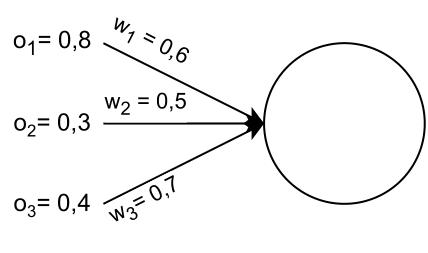 o₁= 0,8
w₁ = 0,6
w₂ = 0,5
o₂= 0,3
o₃= 0,4
w₃= 0,7